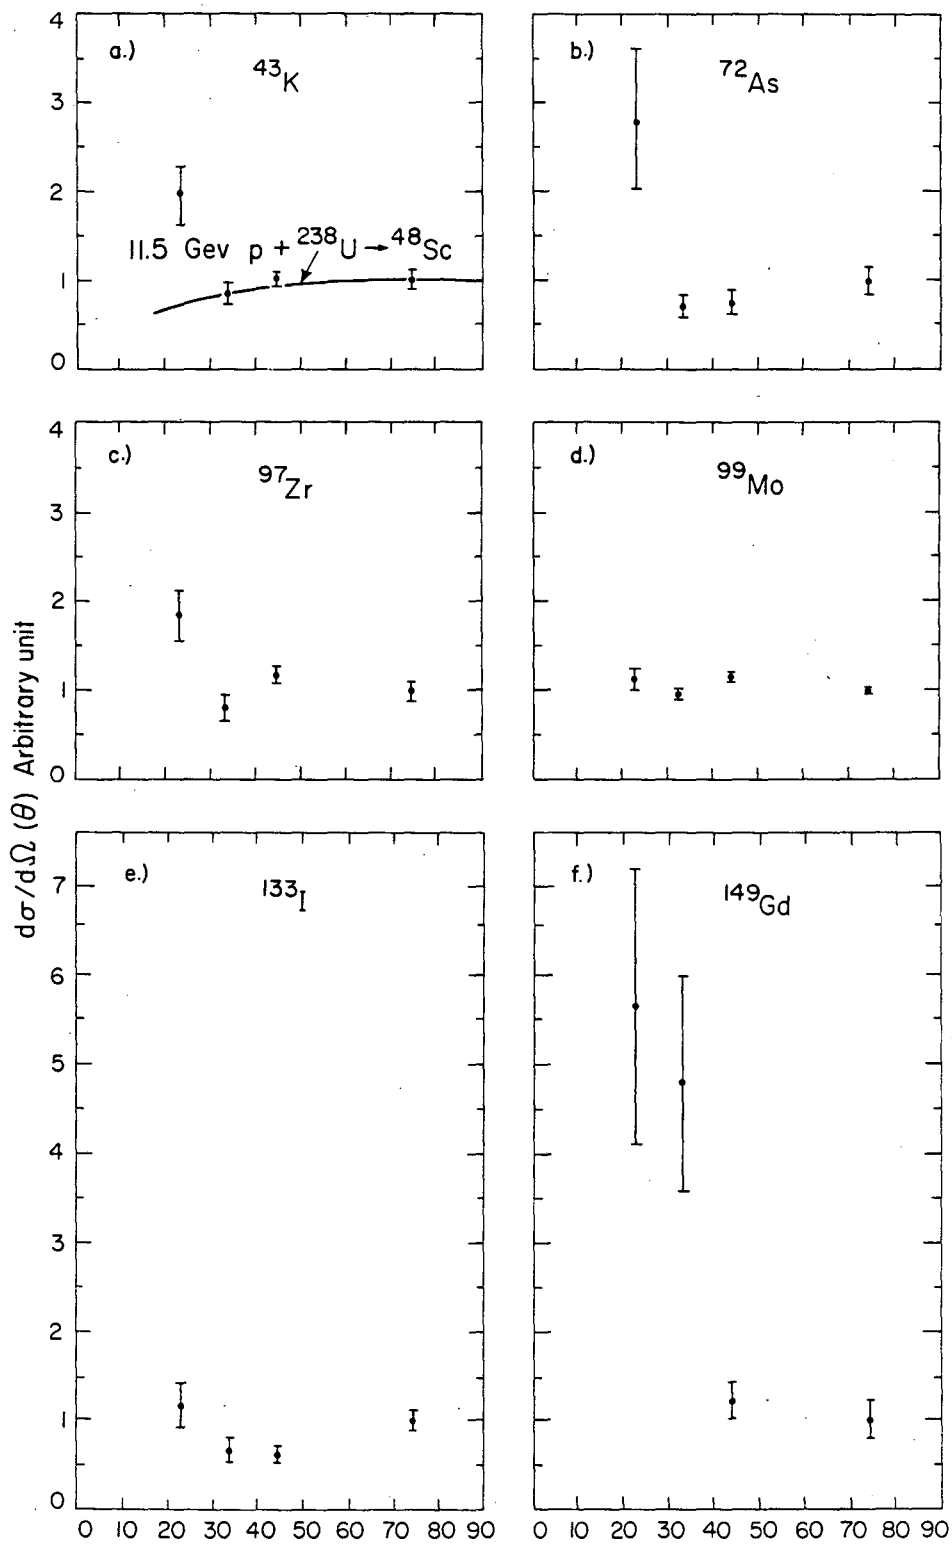 a.)
⁴³K
11.5 Gev p + ²³⁸U → ⁴⁸Sc
4
3
2
1
0
b.)
⁷²As
c.)
⁹⁷Zr
4
3
2
1
0
d.)
⁹⁹Mo
dσ/dΩ (θ) Arbitrary unit
e.)
¹³³I
7
6
5
4
3
2
1
0
f.)
¹⁴⁹Gd
0 10 20 30 40 50 60 70 80 90
0 10 20 30 40 50 60 70 80 90